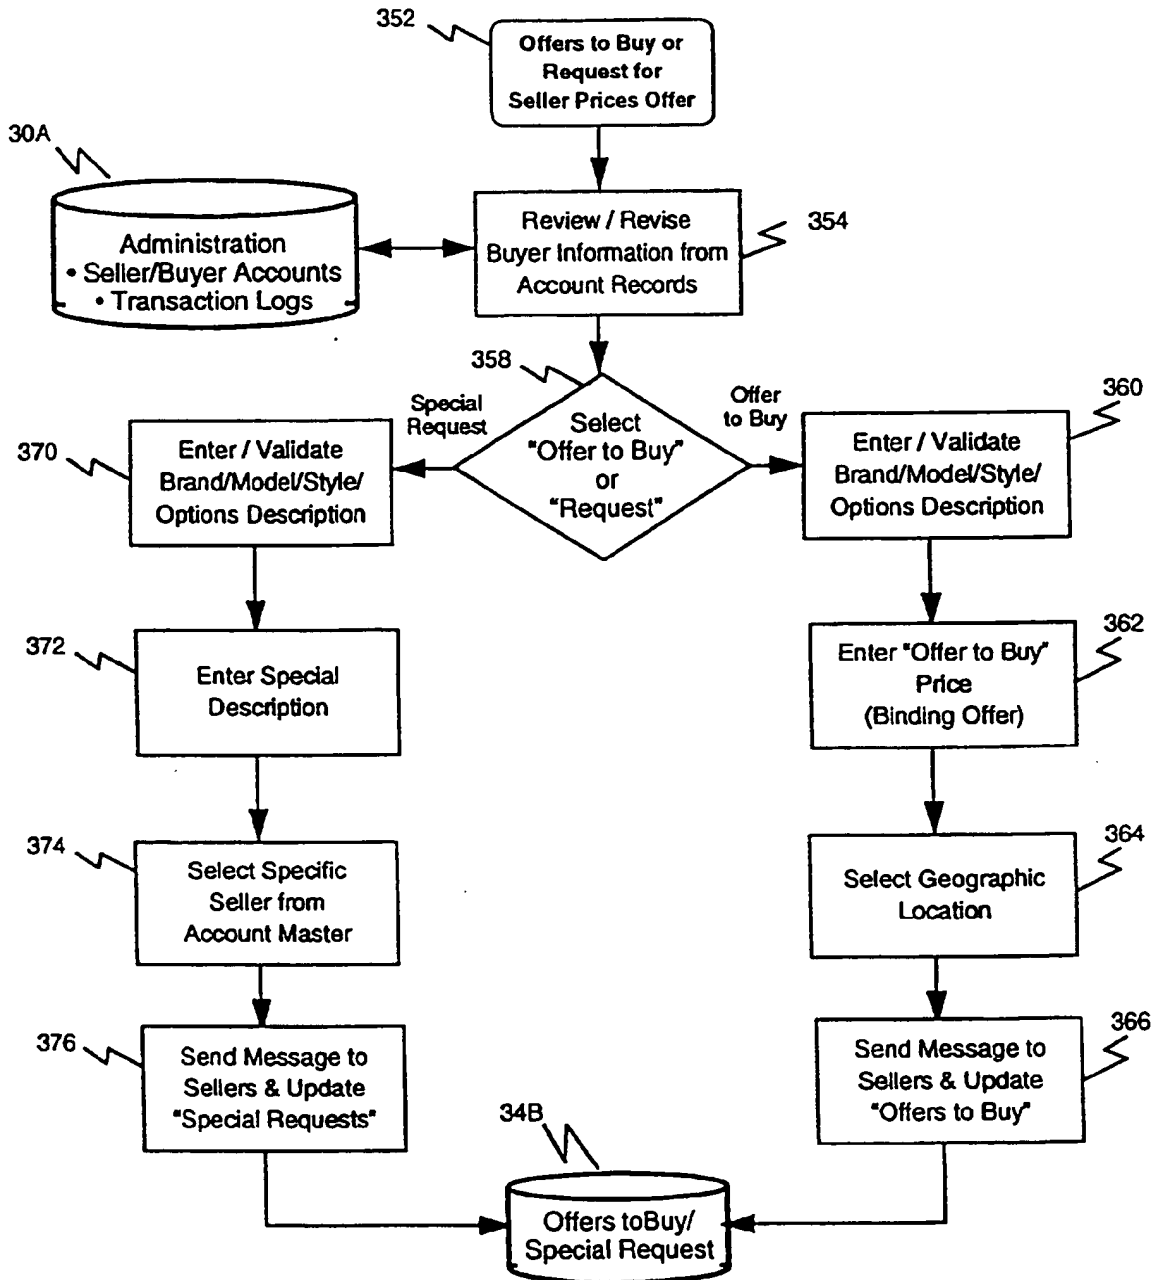 352
Offers to Buy or
Request for
Seller Prices Offer
30A
Administration
• Seller/Buyer Accounts
• Transaction Logs
Review / Revise
Buyer Information from
Account Records
354
358
Special
Request
Select
"Offer to Buy"
or
"Request"
Offer
to Buy
360
370
Enter / Validate
Brand/Model/Style/
Options Description
Enter / Validate
Brand/Model/Style/
Options Description
372
Enter Special
Description
362
Enter "Offer to Buy"
Price
(Binding Offer)
374
Select Specific
Seller from
Account Master
364
Select Geographic
Location
376
Send Message to
Sellers & Update
"Special Requests"
366
Send Message to
Sellers & Update
"Offers to Buy"
34B
Offers toBuy/
Special Request